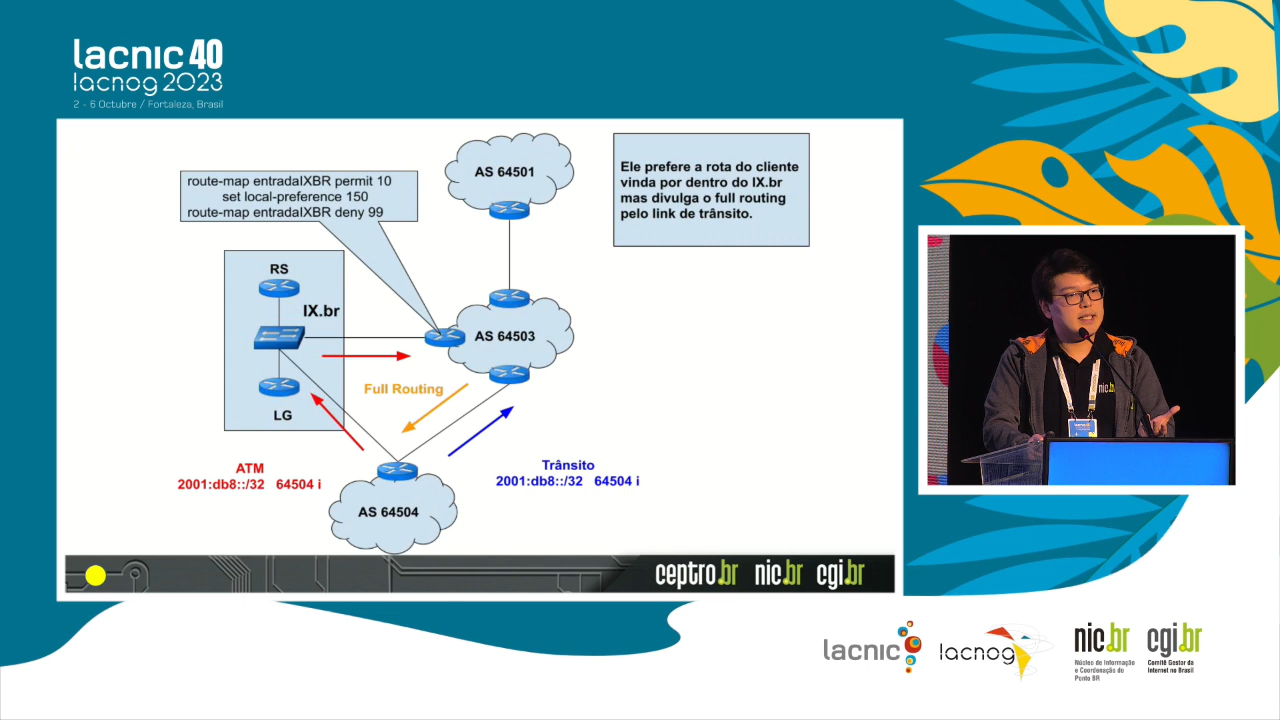 lacnic 40
lacnog 2023
2 - 6 Octubre / Fortaleza, Brasil
AS 64501
Ele prefere a rota do cliente
vinda por dentro do IX.br
mas divulga o full routing
pelo link de trânsito.
route-map entradaIXBR permit 10
set local-preference 150
route-map entradaIXBR deny 99
RS
IX.br
AS 64503
Full Routing
LG
ATM
2001:db8::/32 64504 i
Trânsito
2001:db8::/32 64504 i
AS 64504
ceptro.br nic.br cgi.br
nic.br
lacnic
lacnog
nic.br
Núcleo de Informação
e Coordenação do
Ponto BR
cgi.br
Comitê Gestor da
Internet no Brasil